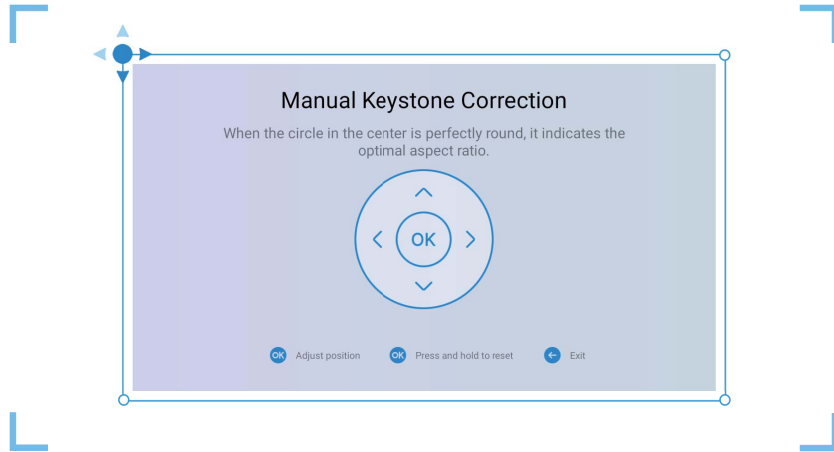 Manual Keystone Correction
When the circle in the center is perfectly round, it indicates the
optimal aspect ratio.
OK
OK Adjust position OK Press and hold to reset Exit